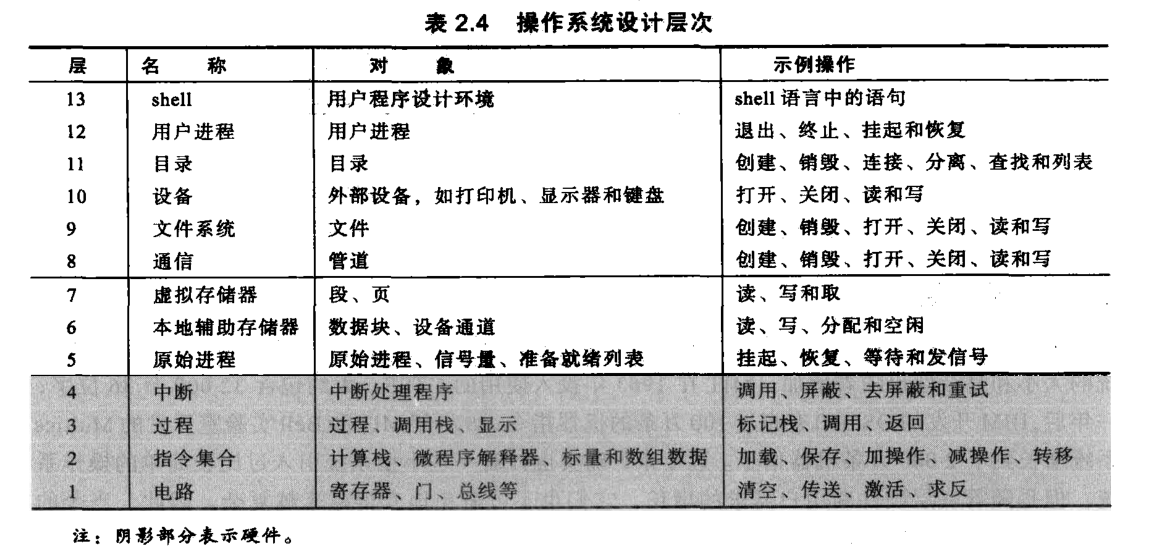 表 2.4 操作系统设计层次
层 名 称 对 象 示例操作
13 shell 用户程序设计环境 shell 语言中的语句
12 用户进程 用户进程 退出、终止、挂起和恢复
11 目录 目录 创建、销毁、连接、分离、查找和列表
10 设备 外部设备，如打印机、显示器和键盘 打开、关闭、读和写
9 文件系统 文件 创建、销毁、打开、关闭、读和写
8 通信 管道 创建、销毁、打开、关闭、读和写
7 虚拟存储器 段、页 读、写和取
6 本地辅助存储器 数据块、设备通道 读、写、分配和空闲
5 原始进程 原始进程、信号量、准备就绪列表 挂起、恢复、等待和发信号
4 中断 中断处理程序 调用、屏蔽、去屏蔽和重试
3 过程 过程、调用栈、显示 标记栈、调用、返回
2 指令集合 计算栈、微程序解释器、标量和数组数据 加载、保存、加操作、减操作、转移
1 电路 寄存器、门、总线等 清空、传送、激活、求反
注：阴影部分表示硬件。